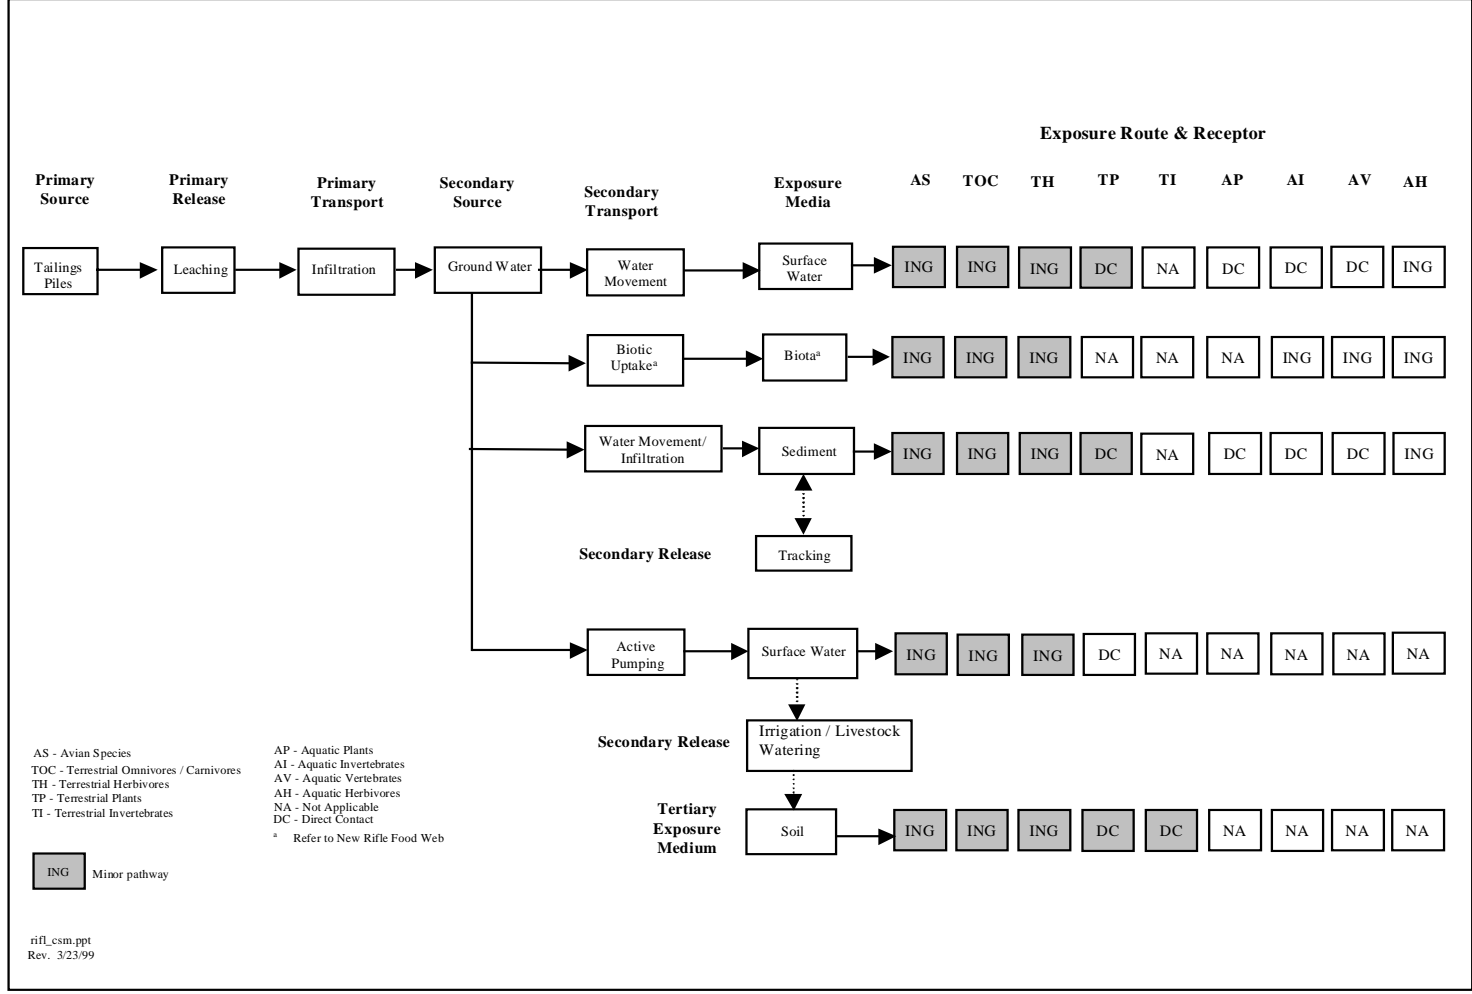 Exposure Route & Receptor
Primary
Source
Primary
Release
Primary
Transport
Secondary
Source
Secondary
Transport
Exposure
Media
AS TOC TH TP TI AP AI AV AH
Tailings
Piles
Leaching
Infiltration
Ground Water
Water
Movement
Surface
Water
ING ING ING DC NA DC DC DC ING
Biotic
Uptakeᵃ
Biotaᵃ
ING ING ING NA NA NA ING ING ING
Water Movement/
Infiltration
Sediment
ING ING ING DC NA DC DC DC ING
Secondary Release
Tracking
Active
Pumping
Surface Water
ING ING ING DC NA NA NA NA NA
Secondary Release
Irrigation / Livestock
Watering
Tertiary
Exposure
Medium
Soil
ING ING ING DC DC NA NA NA NA
AS - Avian Species
TOC - Terrestrial Omnivores / Carnivores
TH - Terrestrial Herbivores
TP - Terrestrial Plants
TI - Terrestrial Invertebrates
AP - Aquatic Plants
AI - Aquatic Invertebrates
AV - Aquatic Vertebrates
AH - Aquatic Herbivores
NA - Not Applicable
DC - Direct Contact
ᵃ Refer to New Rifle Food Web
ING Minor pathway
rifl_csm.ppt
Rev. 3/23/99